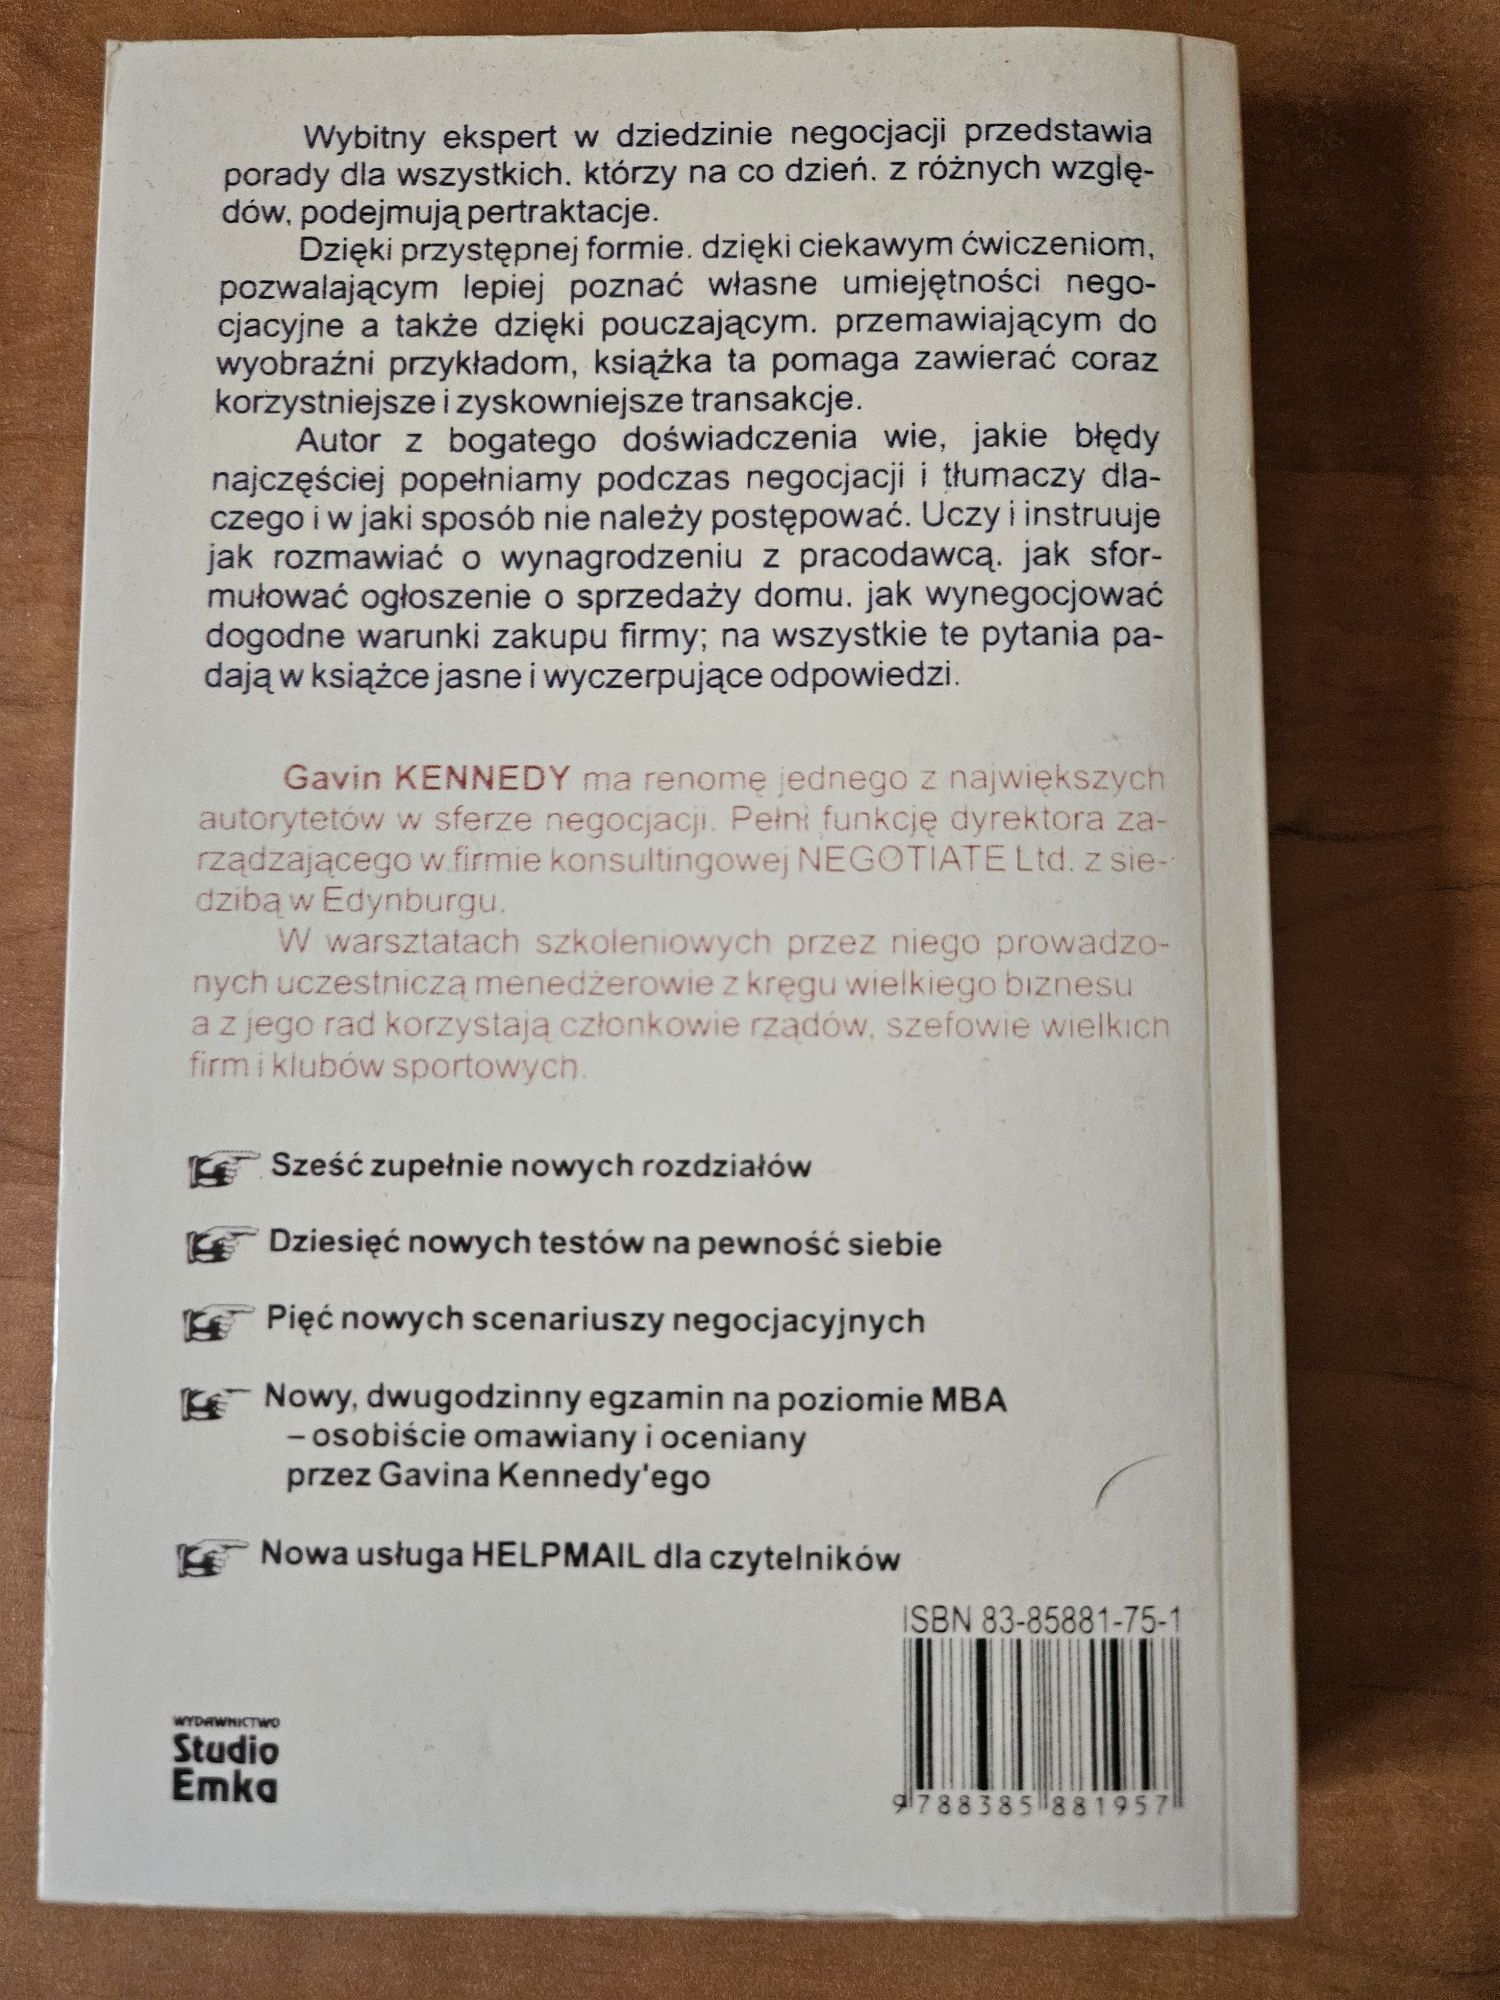 Wybitny ekspert w dziedzinie negocjacji przedstawia
porady dla wszystkich. którzy na co dzień. z różnych wzglę-
dów, podejmują pertraktacje.
Dzięki przystępnej formie. dzięki ciekawym ćwiczeniom,
pozwalającym lepiej poznać własne umiejętności nego-
cjacyjne a także dzięki pouczającym. przemawiającym do
wyobraźni przykładom, książka ta pomaga zawierać coraz
korzystniejsze i zyskowniejsze transakcje.
Autor z bogatego doświadczenia wie, jakie błędy
najczęściej popełniamy podczas negocjacji i tłumaczy dla-
czego i w jaki sposób nie należy postępować. Uczy i instruuje
jak rozmawiać o wynagrodzeniu z pracodawcą. jak sfor-
mułować ogłoszenie o sprzedaży domu. jak wynegocjować
dogodne warunki zakupu firmy; na wszystkie te pytania pa-
dają w książce jasne i wyczerpujące odpowiedzi.
Gavin KENNEDY ma renomę jednego z największych
autorytetów w sferze negocjacji. Pełni funkcję dyrektora za-
rządzającego w firmie konsultingowej NEGOTIATE Ltd. z sie-
dzibą w Edynburgu.
W warsztatach szkoleniowych przez niego prowadzo-
nych uczestniczą menedżerowie z kręgu wielkiego biznesu
a z jego rad korzystają członkowie rządów, szefowie wielkich
firm i klubów sportowych.
Sześć zupełnie nowych rozdziałów
Dziesięć nowych testów na pewność siebie
Pięć nowych scenariuszy negocjacyjnych
Nowy, dwugodzinny egzamin na poziomie MBA
– osobiście omawiany i oceniany
przez Gavina Kennedy'ego
Nowa usługa HELPMAIL dla czytelników
ISBN 83-85881-75-1
9 788385 881957
WYDAWNICTWO
Studio
Emka